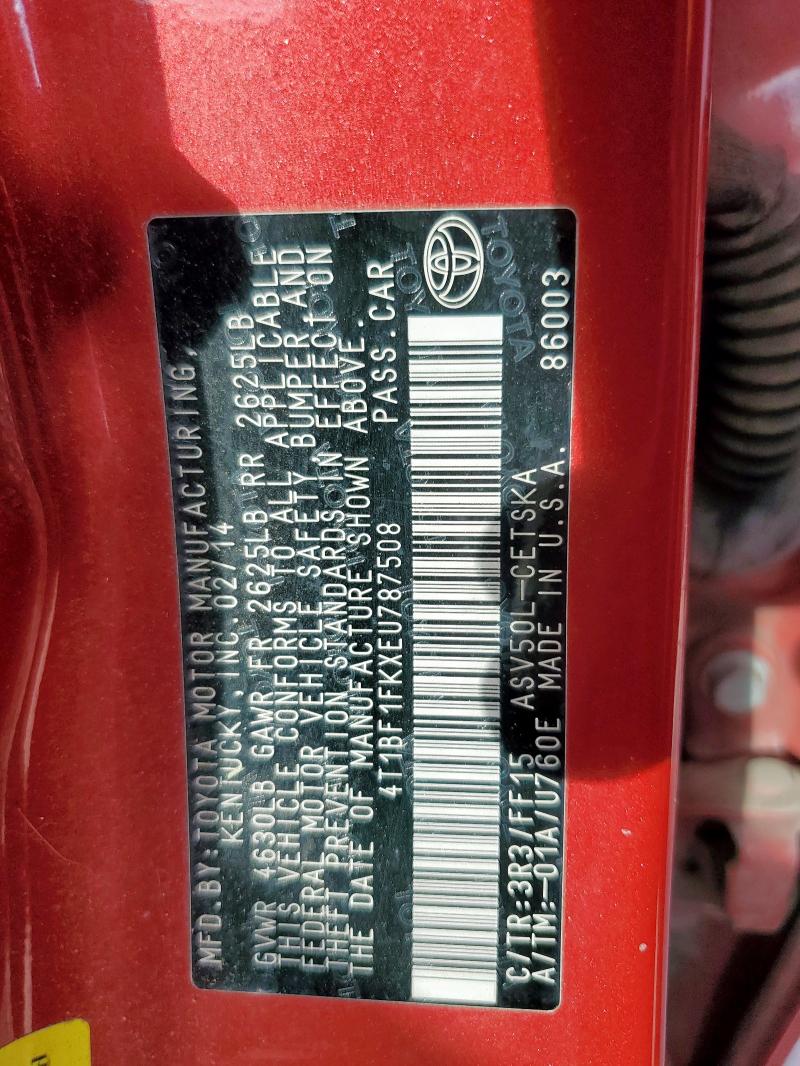 MFD.BY:TOYOTA MOTOR MANUFACTURING,
KENTUCKY, INC 02/14
GVWR 4630LB GAWR FR 2625LB RR 2625LB
THIS VEHICLE CONFORMS TO ALL APPLICABLE
FEDERAL MOTOR VEHICLE SAFETY, BUMPER, AND
THEFT PREVENTION STANDARDS IN EFFECT ON
THE DATE OF MANUFACTURE SHOWN ABOVE.
4T1BF1FKXEU787508 PASS.CAR
TOYOTA
C/TR:3R3/FF15 ASV50L-CETSKA
A/TM:-01A/U760E MADE IN U.S.A. 86003